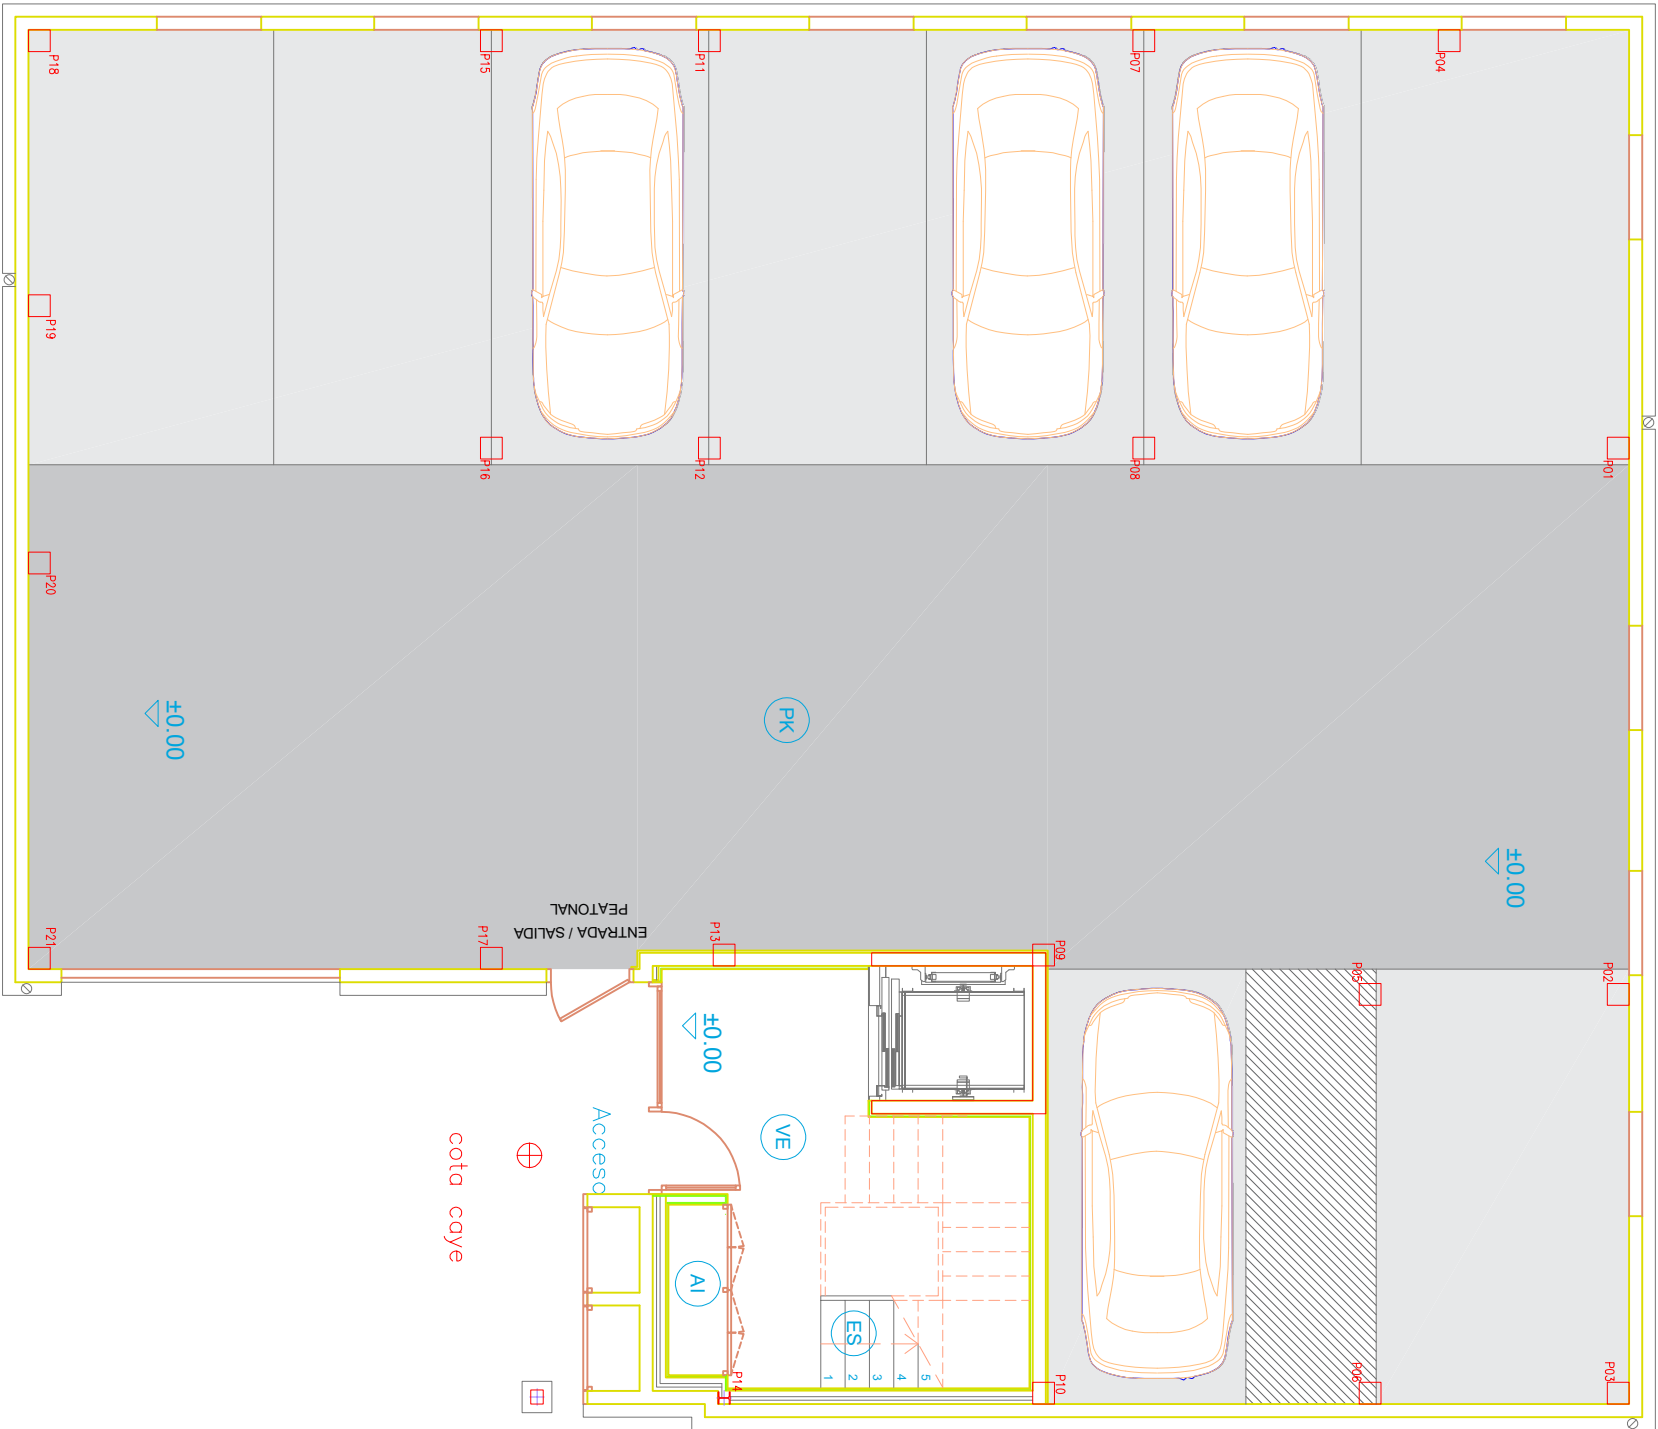 P18
P15
P11
P07
P04
P19
P16
P12
P08
P01
P20
±0.00
PK
±0.00
P21
P17
ENTRADA / SALIDA
PEATONAL
P13
P09
P05
P02
±0.00
VE
Acceso
cota caye
AI
ES
1
2
3
4
5
P14
P10
P06
P03